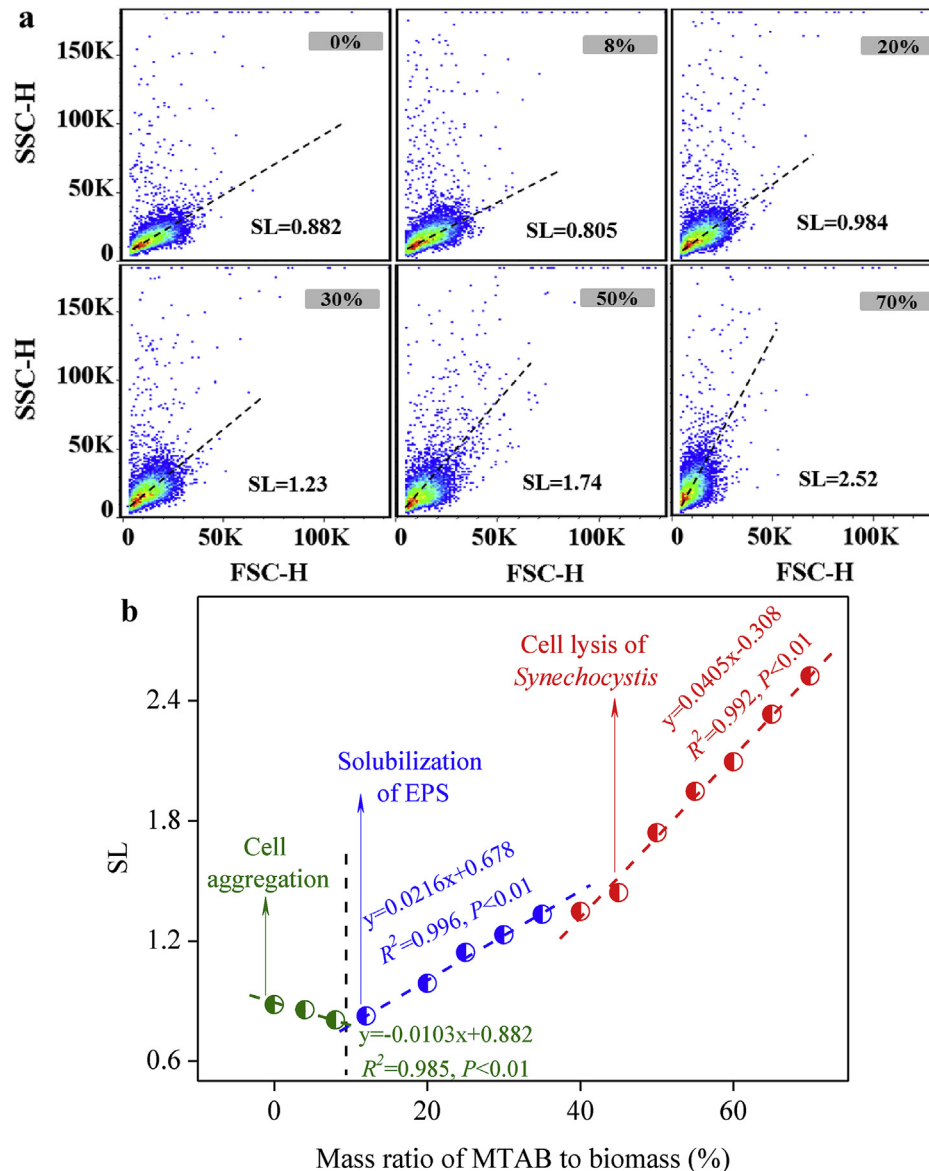 a
0%
8%
20%
150K
100K
50K
0
SSC-H
SL=0.882
SL=0.805
SL=0.984
30%
50%
70%
150K
100K
50K
0
SSC-H
SL=1.23
SL=1.74
SL=2.52
0 50K 100K
0 50K 100K
0 50K 100K
FSC-H
FSC-H
FSC-H
b
Cell lysis of
Synechocystis
y=0.0405x-0.308
R²=0.992, P<0.01
Solubilization
of EPS
y=0.0216x+0.678
R²=0.996, P<0.01
Cell
aggregation
y=-0.0103x+0.882
R²=0.985, P<0.01
2.4
1.8
1.2
0.6
SL
0 20 40 60
Mass ratio of MTAB to biomass (%)